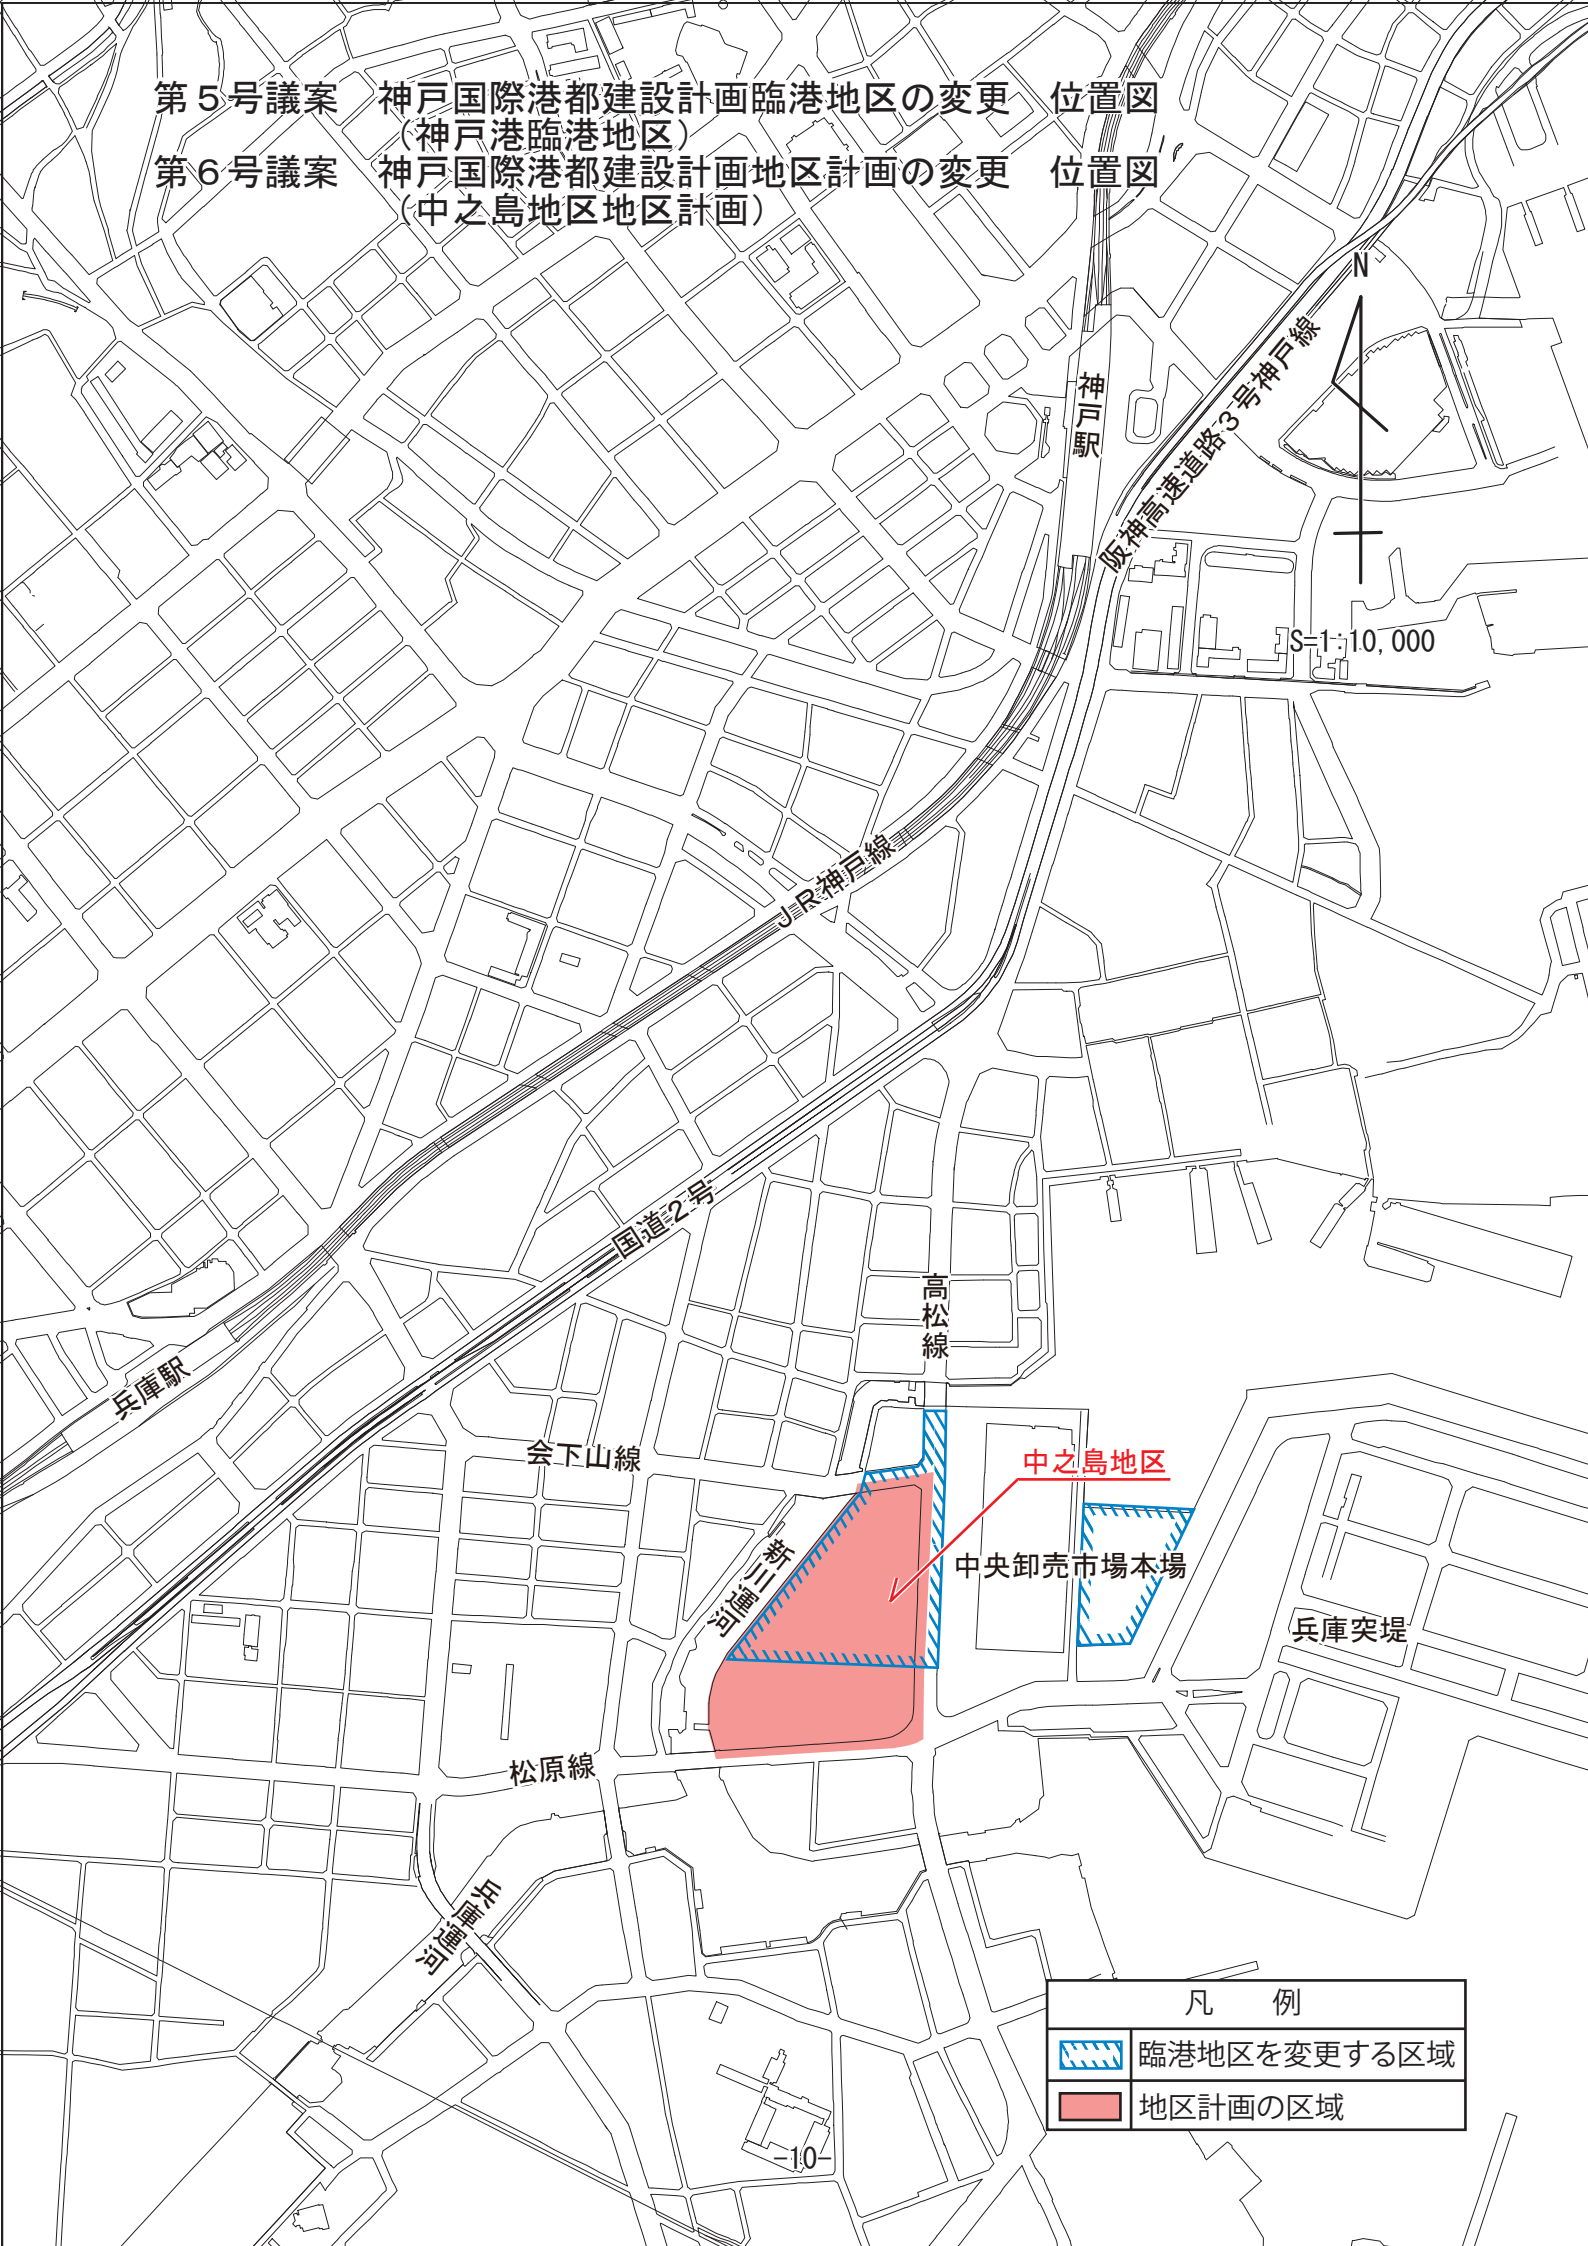 第５号議案　神戸国際港都建設計画臨港地区の変更　位置図
（神戸港臨港地区）
第６号議案　神戸国際港都建設計画地区計画の変更　位置図
（中之島地区地区計画）
N
阪神高速道路３号神戸線
神戸駅
S=1:10,000
ＪＲ神戸線
国道２号
高松線
兵庫駅
会下山線
中之島地区
新川運河
中央卸売市場本場
兵庫突堤
松原線
兵庫運河
凡　例
臨港地区を変更する区域
地区計画の区域
-10-